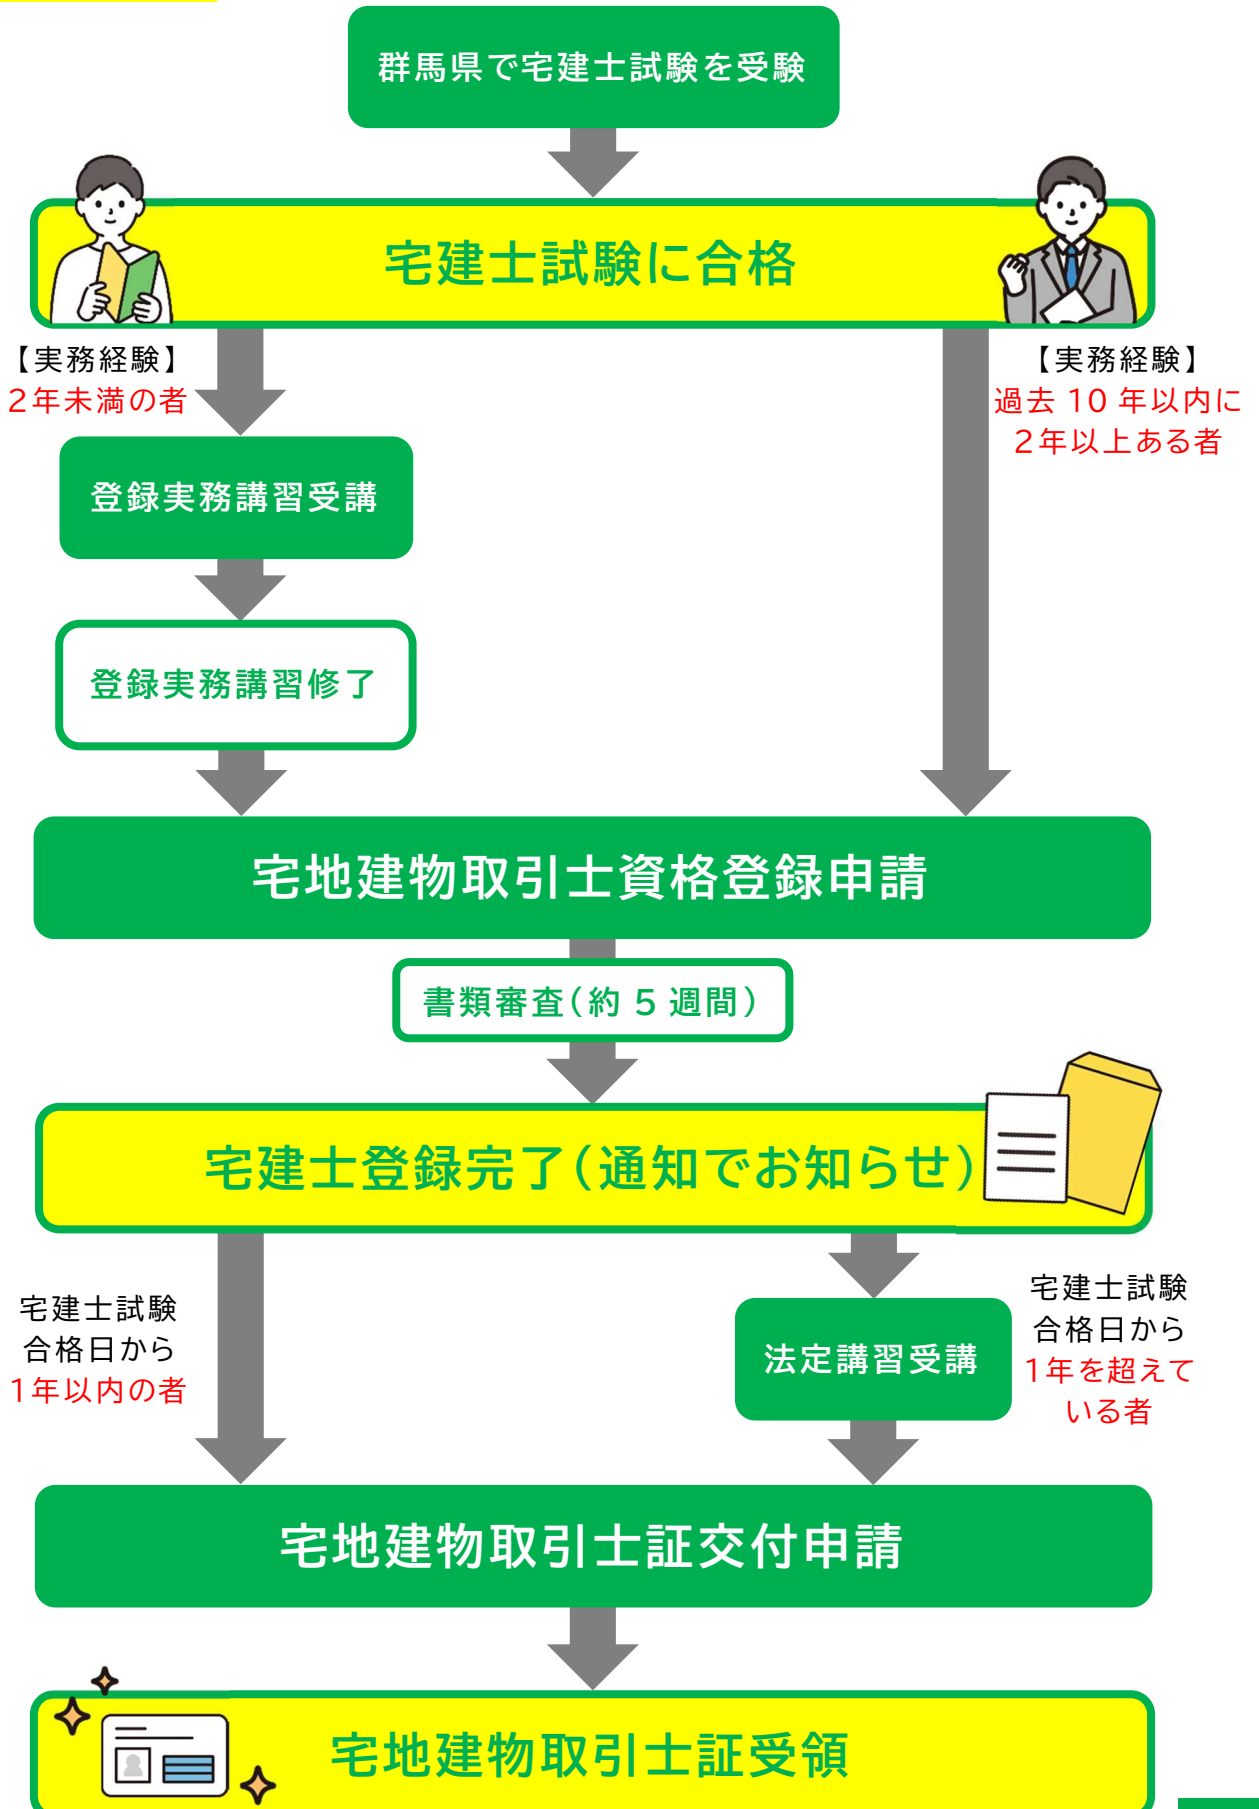 群馬県で宅建士試験を受験
宅建士試験に合格
【実務経験】
2年未満の者
【実務経験】
過去 10 年以内に
2年以上ある者
登録実務講習受講
登録実務講習修了
宅地建物取引士資格登録申請
書類審査(約 5 週間)
宅建士登録完了(通知でお知らせ)
宅建士試験
合格日から
1年以内の者
法定講習受講
宅建士試験
合格日から
1年を超えて
いる者
宅地建物取引士証交付申請
宅地建物取引士証受領